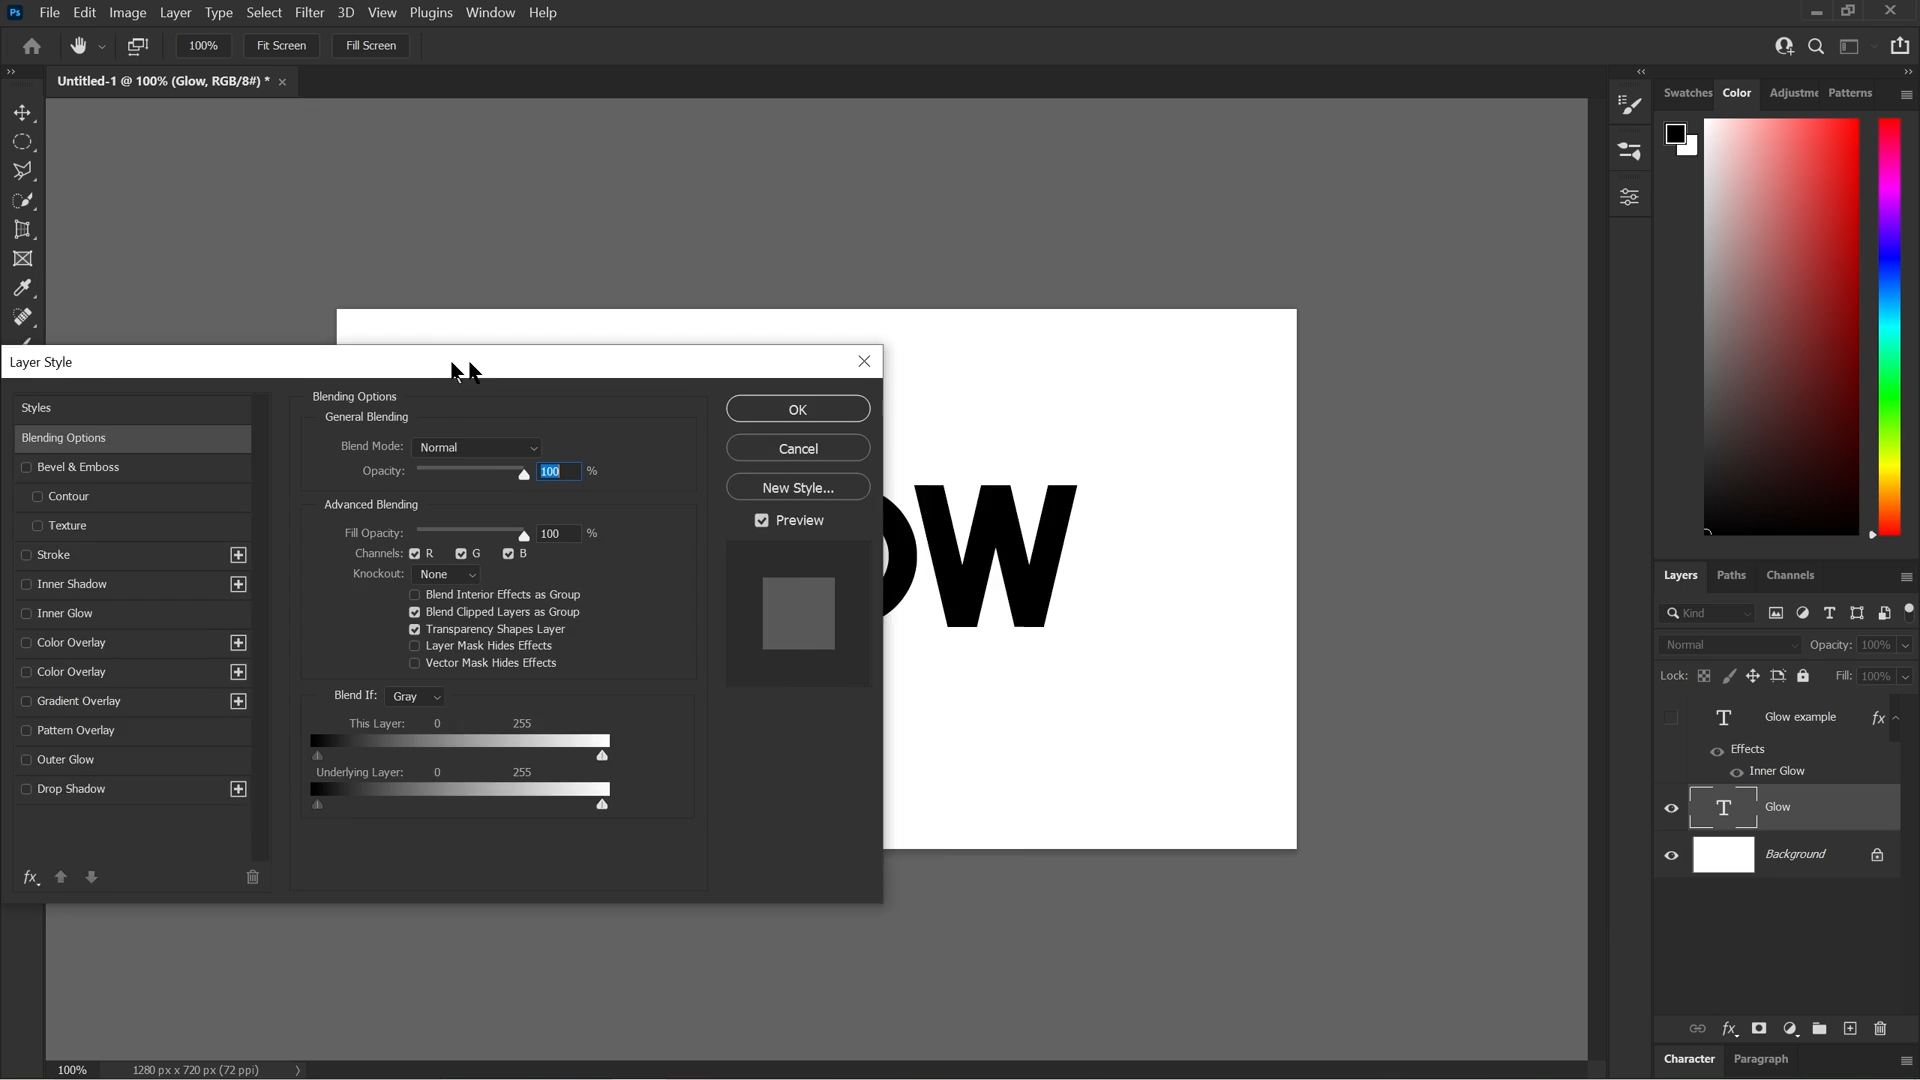 Ps File Edit Image Layer Type Select Filter 3D View Plugins Window Help
100% Fit Screen Fill Screen
Untitled-1 @ 100% (Glow, RGB/8#) *
Swatches Color Adjustme Patterns
Layer Style
Styles
Blending Options
Bevel & Emboss
Contour
Texture
Stroke
Inner Shadow
Inner Glow
Color Overlay
Color Overlay
Gradient Overlay
Pattern Overlay
Outer Glow
Drop Shadow
fx
Blending Options
General Blending
Blend Mode: Normal
Opacity: 100 %
Advanced Blending
Fill Opacity: 100 %
Channels: R G B
Knockout: None
Blend Interior Effects as Group
Blend Clipped Layers as Group
Transparency Shapes Layer
Layer Mask Hides Effects
Vector Mask Hides Effects
Blend If: Gray
This Layer: 0 255
Underlying Layer: 0 255
OK
Cancel
New Style...
Preview
OW
Layers Paths Channels
Kind
Normal Opacity: 100%
Lock: Fill: 100%
T Glow example fx
Effects
Inner Glow
T Glow
Background
fx
Character Paragraph
100% 1280 px x 720 px (72 ppi)